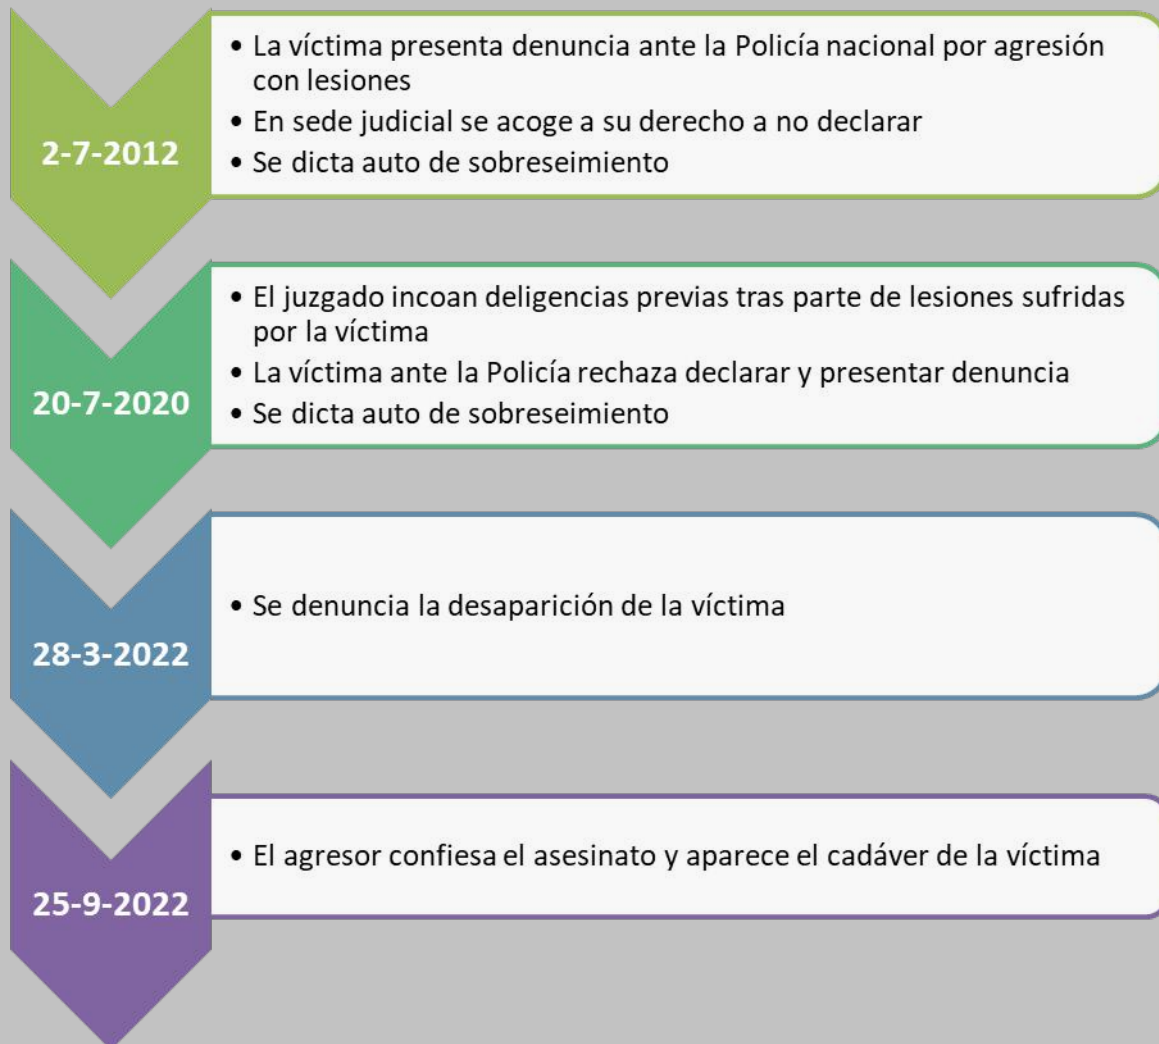 2-7-2012
• La víctima presenta denuncia ante la Policía nacional por agresión
con lesiones
• En sede judicial se acoge a su derecho a no declarar
• Se dicta auto de sobreseimiento
20-7-2020
• El juzgado incoan deligencias previas tras parte de lesiones sufridas
por la víctima
• La víctima ante la Policía rechaza declarar y presentar denuncia
• Se dicta auto de sobreseimiento
28-3-2022
• Se denuncia la desaparición de la víctima
25-9-2022
• El agresor confiesa el asesinato y aparece el cadáver de la víctima